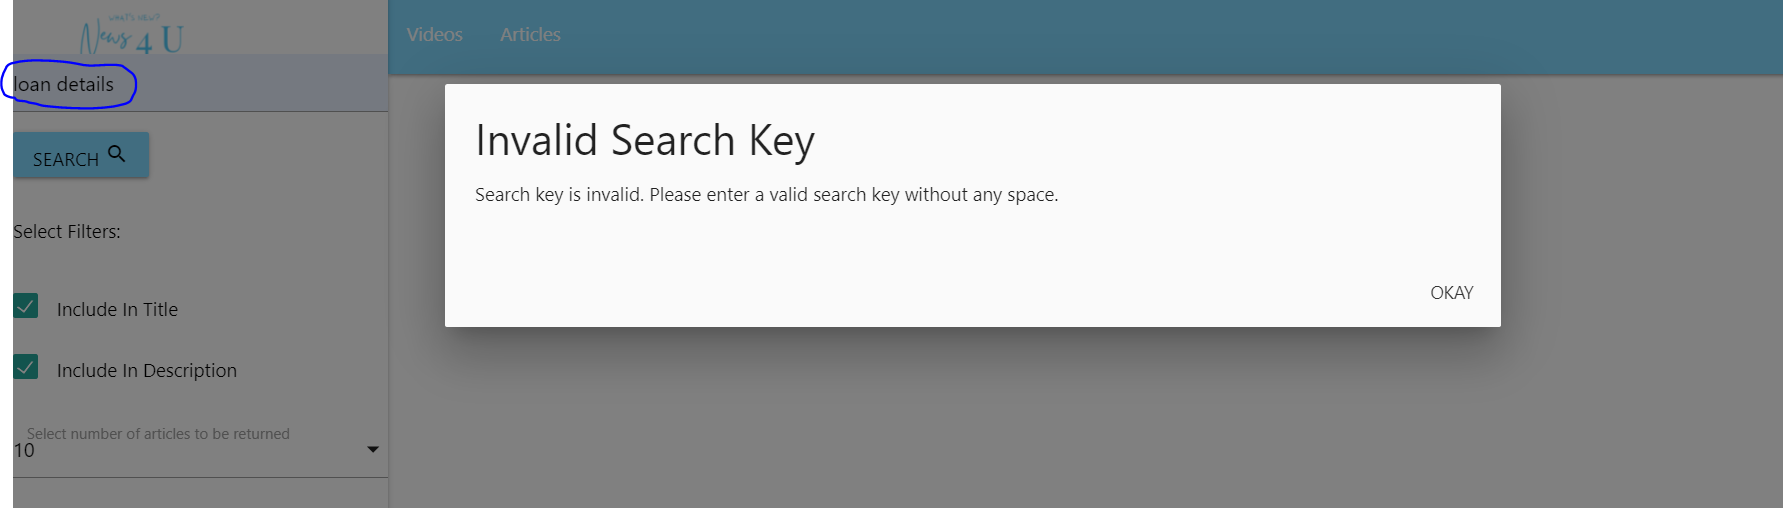 WHAT'S NEW?
News 4 U
Videos Articles
loan details
SEARCH
Select Filters:
Include In Title
Include In Description
Select number of articles to be returned
10
Invalid Search Key
Search key is invalid. Please enter a valid search key without any space.
OKAY